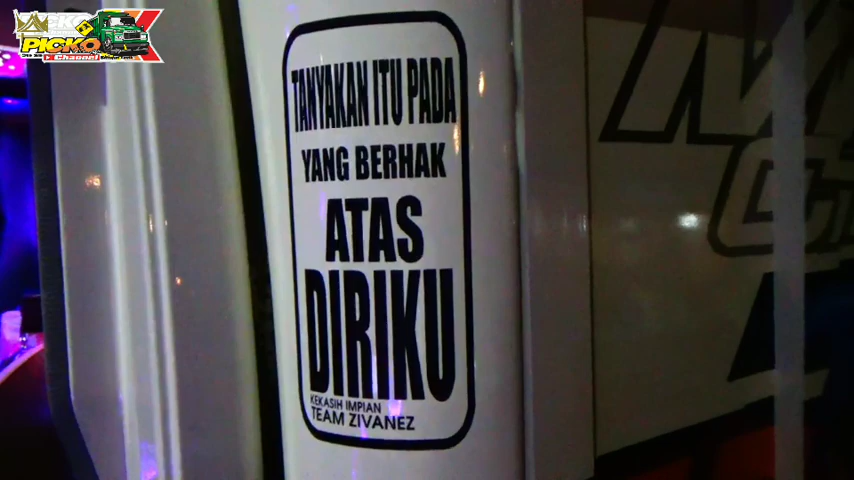 PICKO
Channel
TANYAKAN ITU PADA
YANG BERHAK
ATAS
DIRIKU
KEKASIH IMPIAN
TEAM ZIVANEZ